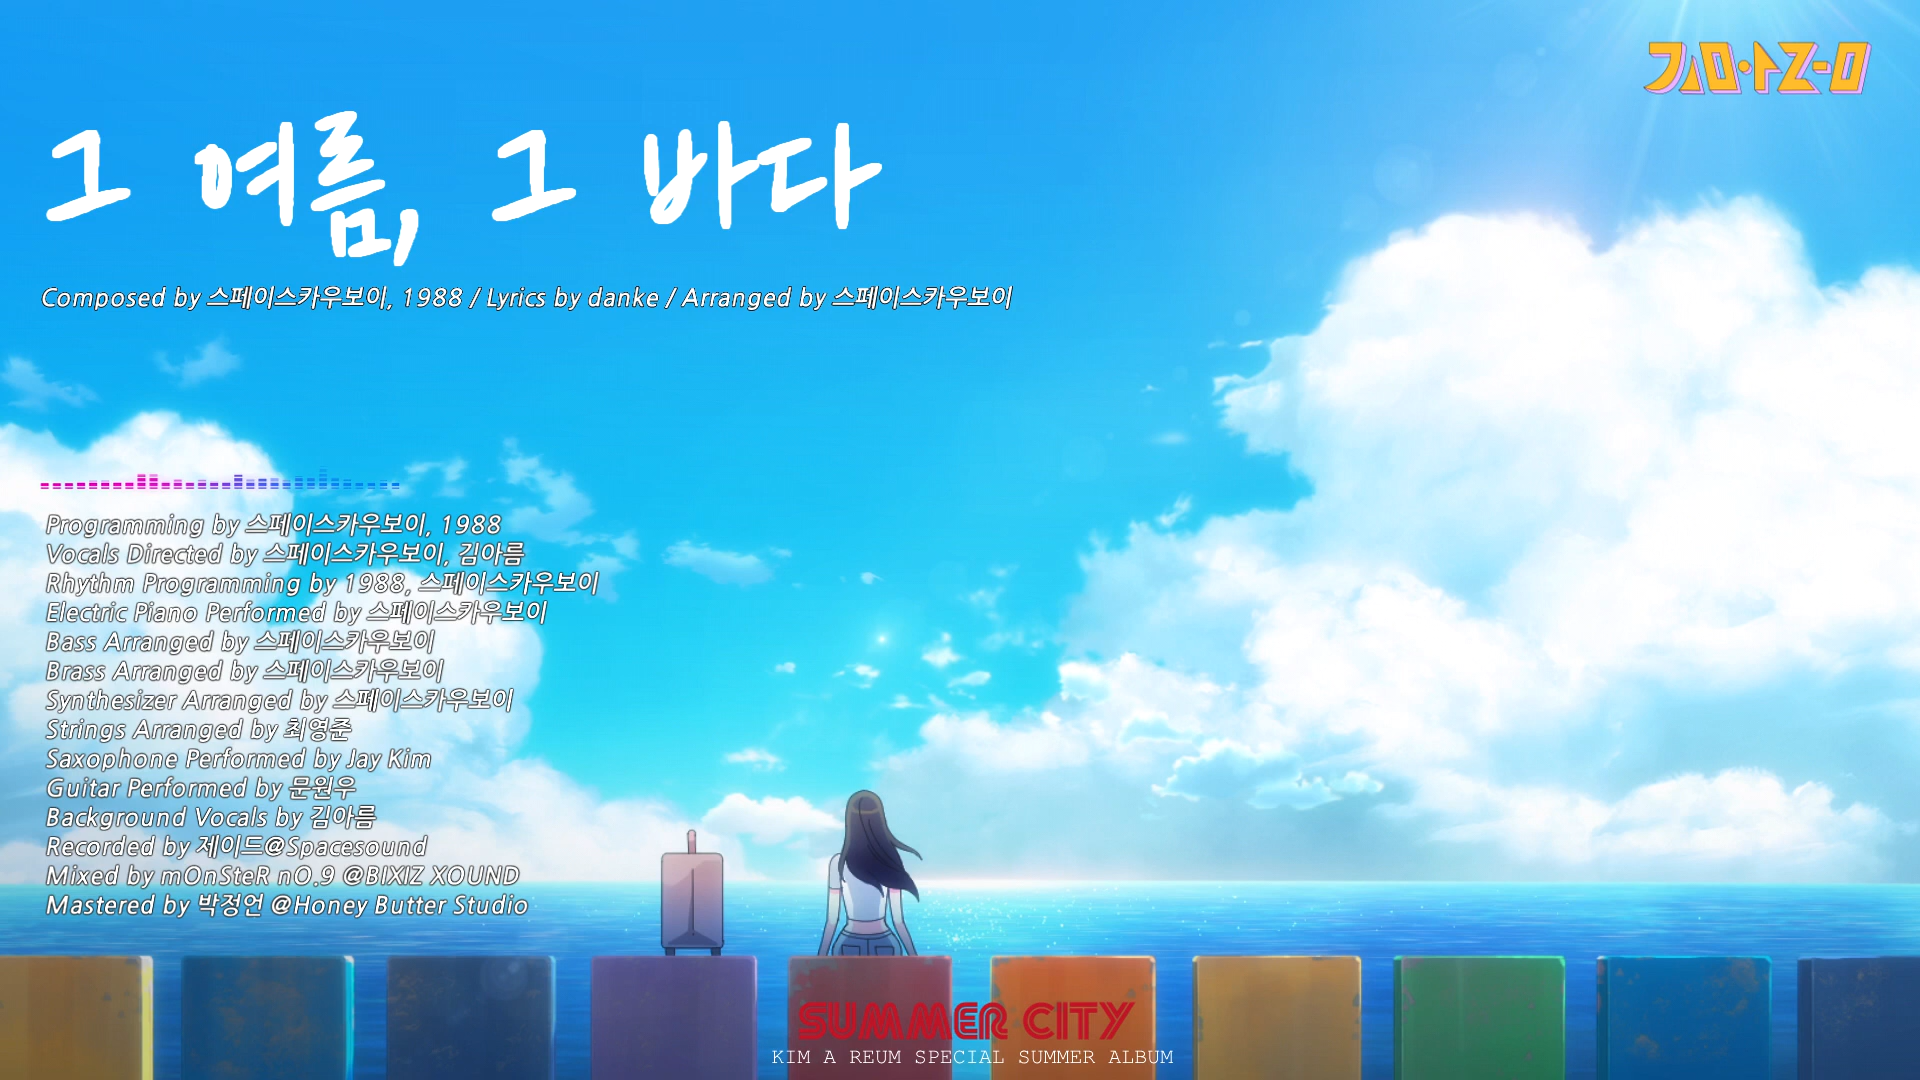 그 여름, 그 바다
Composed by 스페이스카우보이, 1988 / Lyrics by danke / Arranged by 스페이스카우보이
Programming by 스페이스카우보이, 1988
Vocals Directed by 스페이스카우보이, 김아름
Rhythm Programming by 1988, 스페이스카우보이
Electric Piano Performed by 스페이스카우보이
Bass Arranged by 스페이스카우보이
Brass Arranged by 스페이스카우보이
Synthesizer Arranged by 스페이스카우보이
Strings Arranged by 최영준
Saxophone Performed by Jay Kim
Guitar Performed by 문원우
Background Vocals by 김아름
Recorded by 제이드@Spacesound
Mixed by mOnSteR nO.9 @BIXIZ XOUND
Mastered by 박정언 @Honey Butter Studio
SUMMER CITY
KIM A REUM SPECIAL SUMMER ALBUM